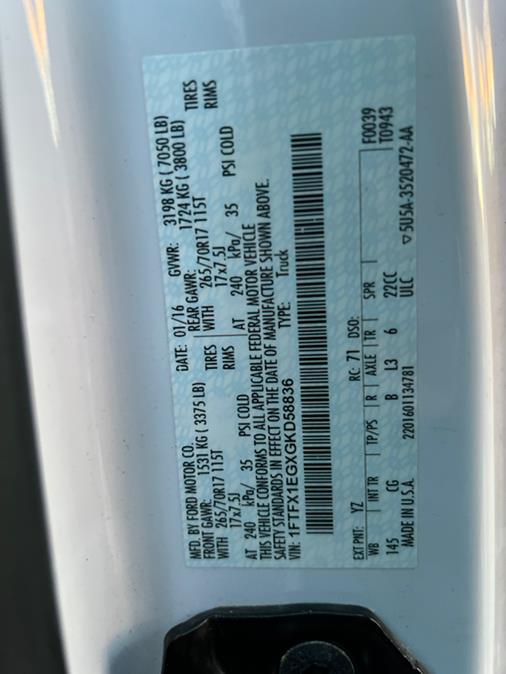 MFD. BY FORD MOTOR CO. DATE: 01/16 GVWR: 3198 KG ( 7050 LB)
FRONT GAWR: 1531 KG ( 3375 LB) REAR GAWR: 1724 KG ( 3800 LB)
WITH 265/70R17 115T TIRES WITH 265/70R17 115T TIRES
17x7.5J RIMS 17x7.5J RIMS
AT 240 kPa/ 35 PSI COLD AT 240 kPa/ 35 PSI COLD
THIS VEHICLE CONFORMS TO ALL APPLICABLE FEDERAL MOTOR VEHICLE
SAFETY STANDARDS IN EFFECT ON THE DATE OF MANUFACTURE SHOWN ABOVE.
VIN: 1FTFX1EGXGKD58836 TYPE: Truck
EXT PNT: YZ RC: 71 DSO: F0039
WB INT TR TP/PS R AXLE TR SPR T0943
145 CG B L3 6 22CC
MADE IN U.S.A. 2201601134781 ULC ▽5U5A-3520472-AA